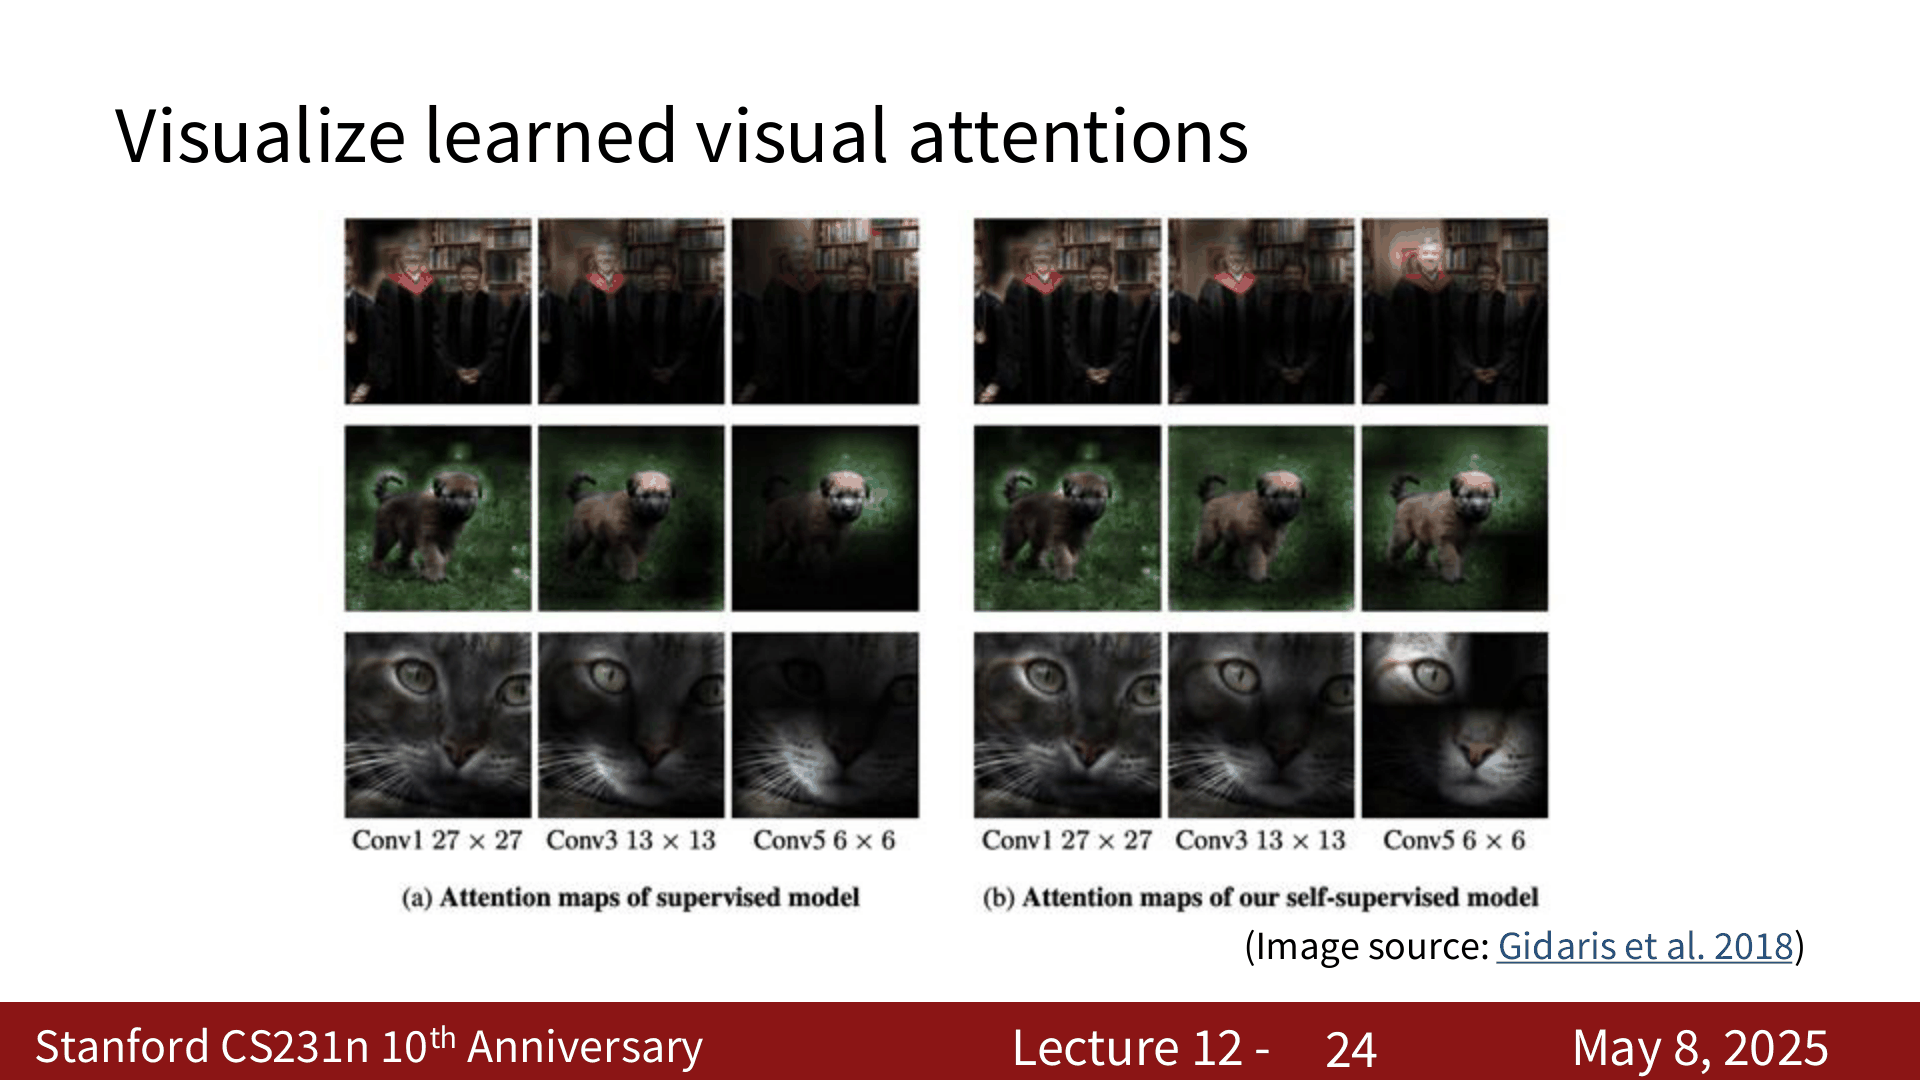 Visualize learned visual attentions
Conv1 27 × 27 Conv3 13 × 13 Conv5 6 × 6
(a) Attention maps of supervised model
Conv1 27 × 27 Conv3 13 × 13 Conv5 6 × 6
(b) Attention maps of our self-supervised model
(Image source: Gidaris et al. 2018)
Stanford CS231n 10th Anniversary
Lecture 12 - 24
May 8, 2025